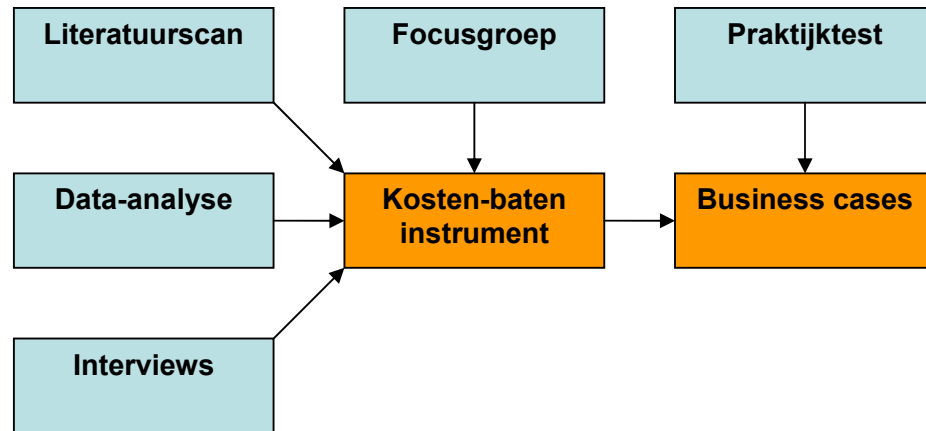 Literatuurscan
Focusgroep
Praktijktest
Data-analyse
Kosten-baten
instrument
Business cases
Interviews